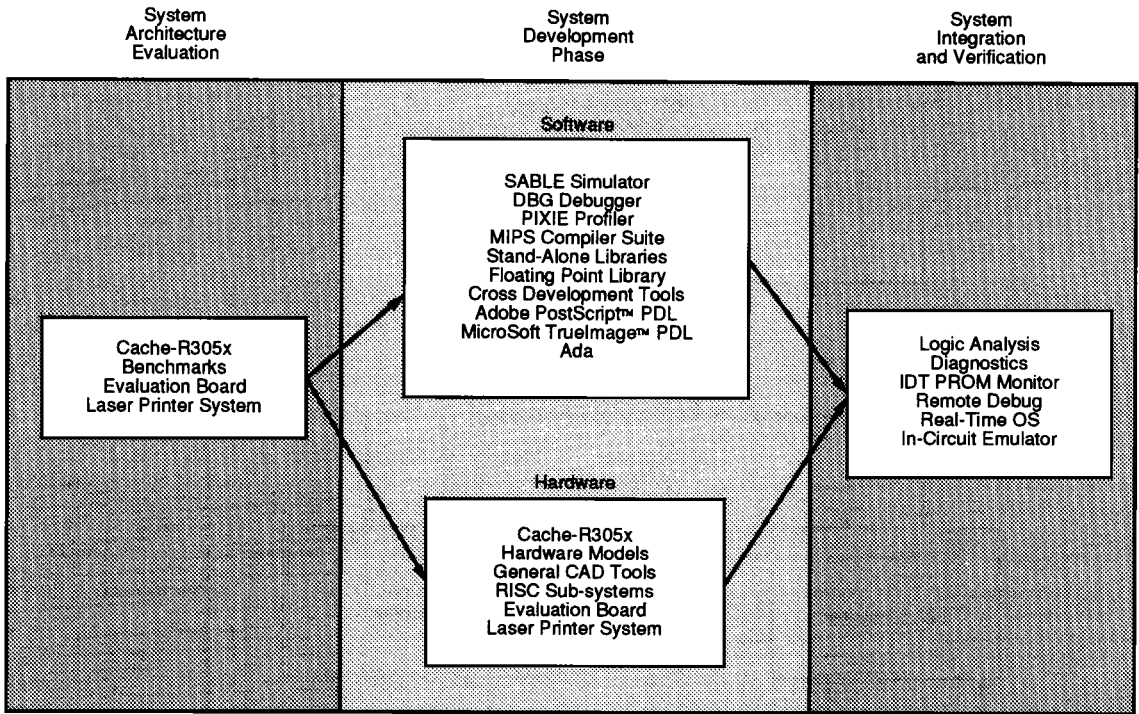 System
Architecture
Evaluation
System
Development
Phase
System
Integration
and Verification
Software
SABLE Simulator
DBG Debugger
PIXIE Profiler
MIPS Compiler Suite
Stand-Alone Libraries
Floating Point Library
Cross Development Tools
Adobe PostScript™ PDL
MicroSoft TrueImage™ PDL
Ada
Cache-R305x
Benchmarks
Evaluation Board
Laser Printer System
Logic Analysis
Diagnostics
IDT PROM Monitor
Remote Debug
Real-Time OS
In-Circuit Emulator
Hardware
Cache-R305x
Hardware Models
General CAD Tools
RISC Sub-systems
Evaluation Board
Laser Printer System